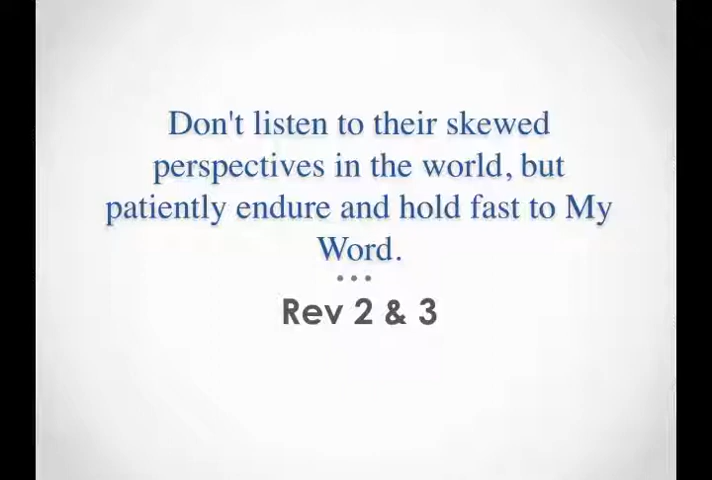 Don't listen to their skewed
perspectives in the world, but
patiently endure and hold fast to My
Word.
Rev 2 & 3